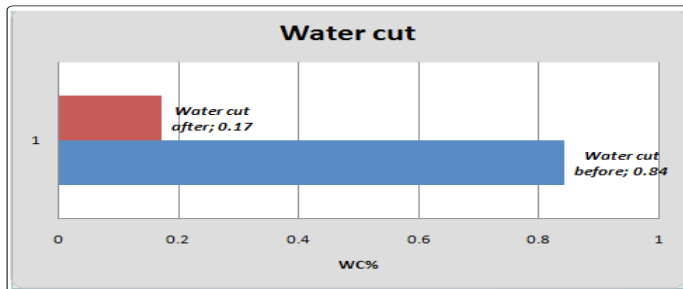 Water cut
Water cut
after; 0.17
1
Water cut
before; 0.84
0 0.2 0.4 0.6 0.8 1
WC%